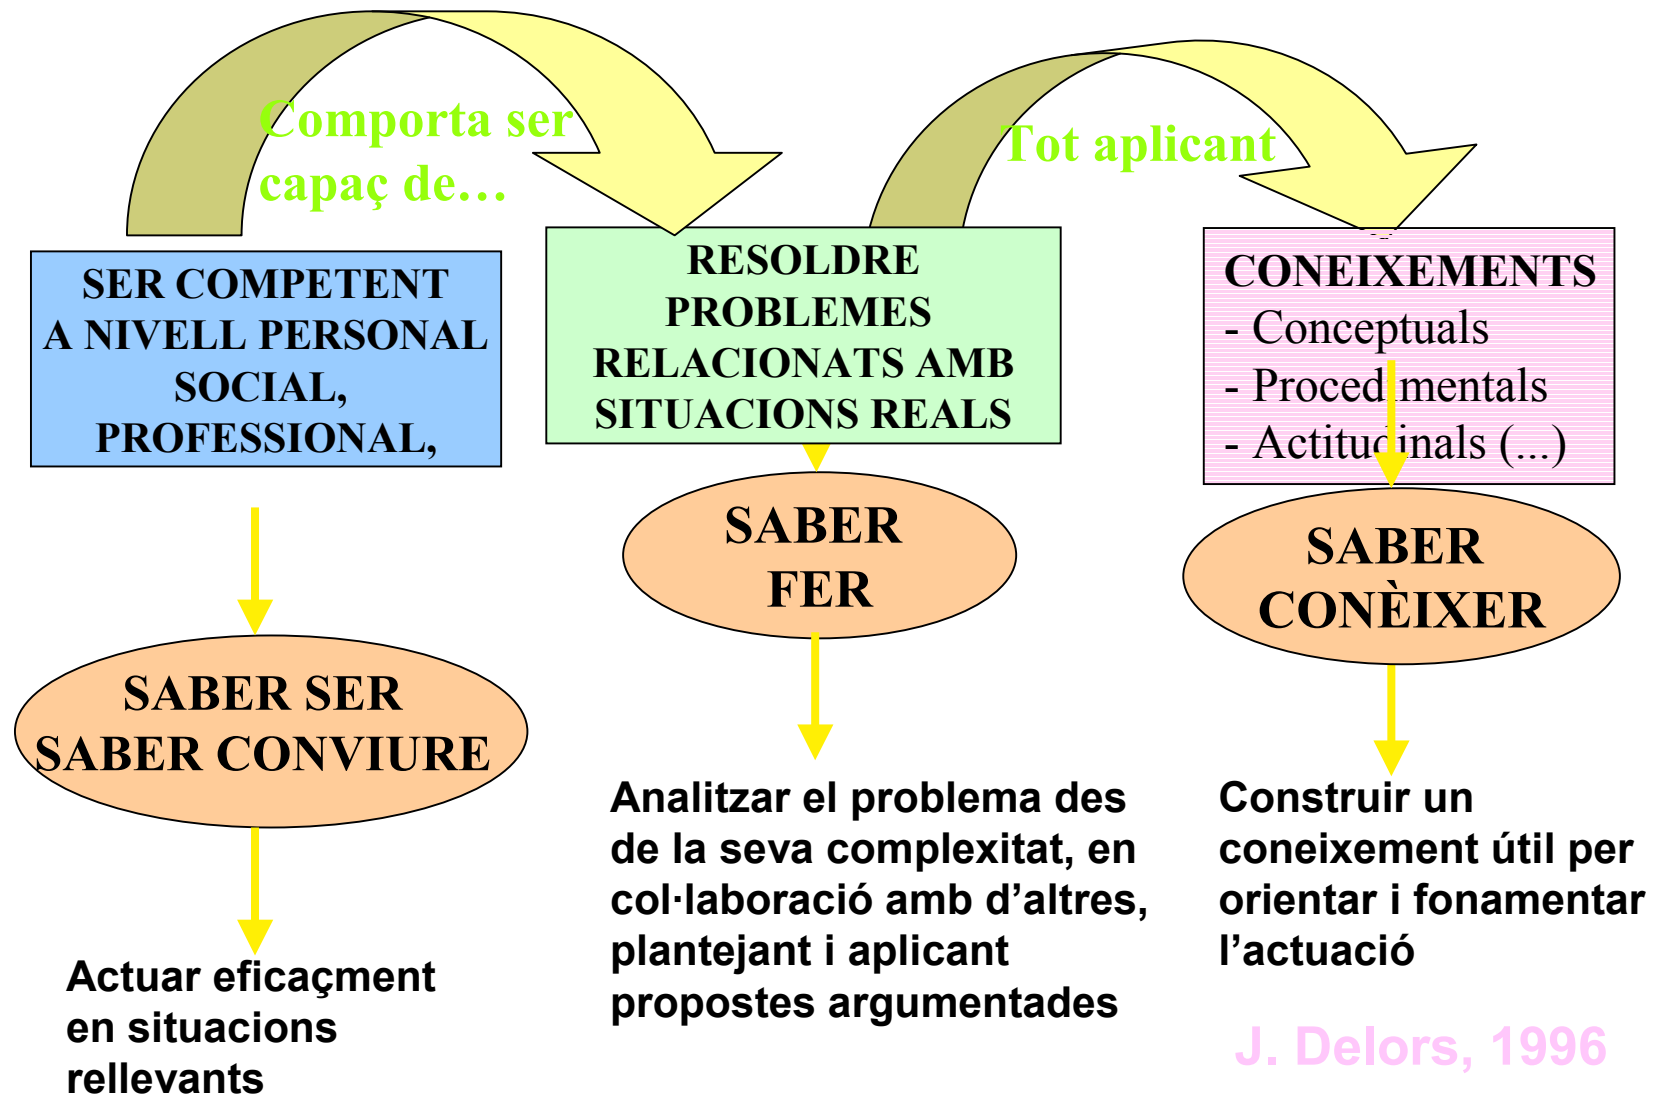 Comporta ser
capaç de…
Tot aplicant
SER COMPETENT
A NIVELL PERSONAL
SOCIAL,
PROFESSIONAL,
RESOLDRE
PROBLEMES
RELACIONATS AMB
SITUACIONS REALS
CONEIXEMENTS
- Conceptuals
- Procedimentals
- Actitudinals (...)
SABER SER
SABER CONVIURE
SABER
FER
SABER
CONÈIXER
Actuar eficaçment
en situacions
rellevants
Analitzar el problema des
de la seva complexitat, en
col·laboració amb d’altres,
plantejant i aplicant
propostes argumentades
Construir un
coneixement útil per
orientar i fonamentar
l’actuació
J. Delors, 1996